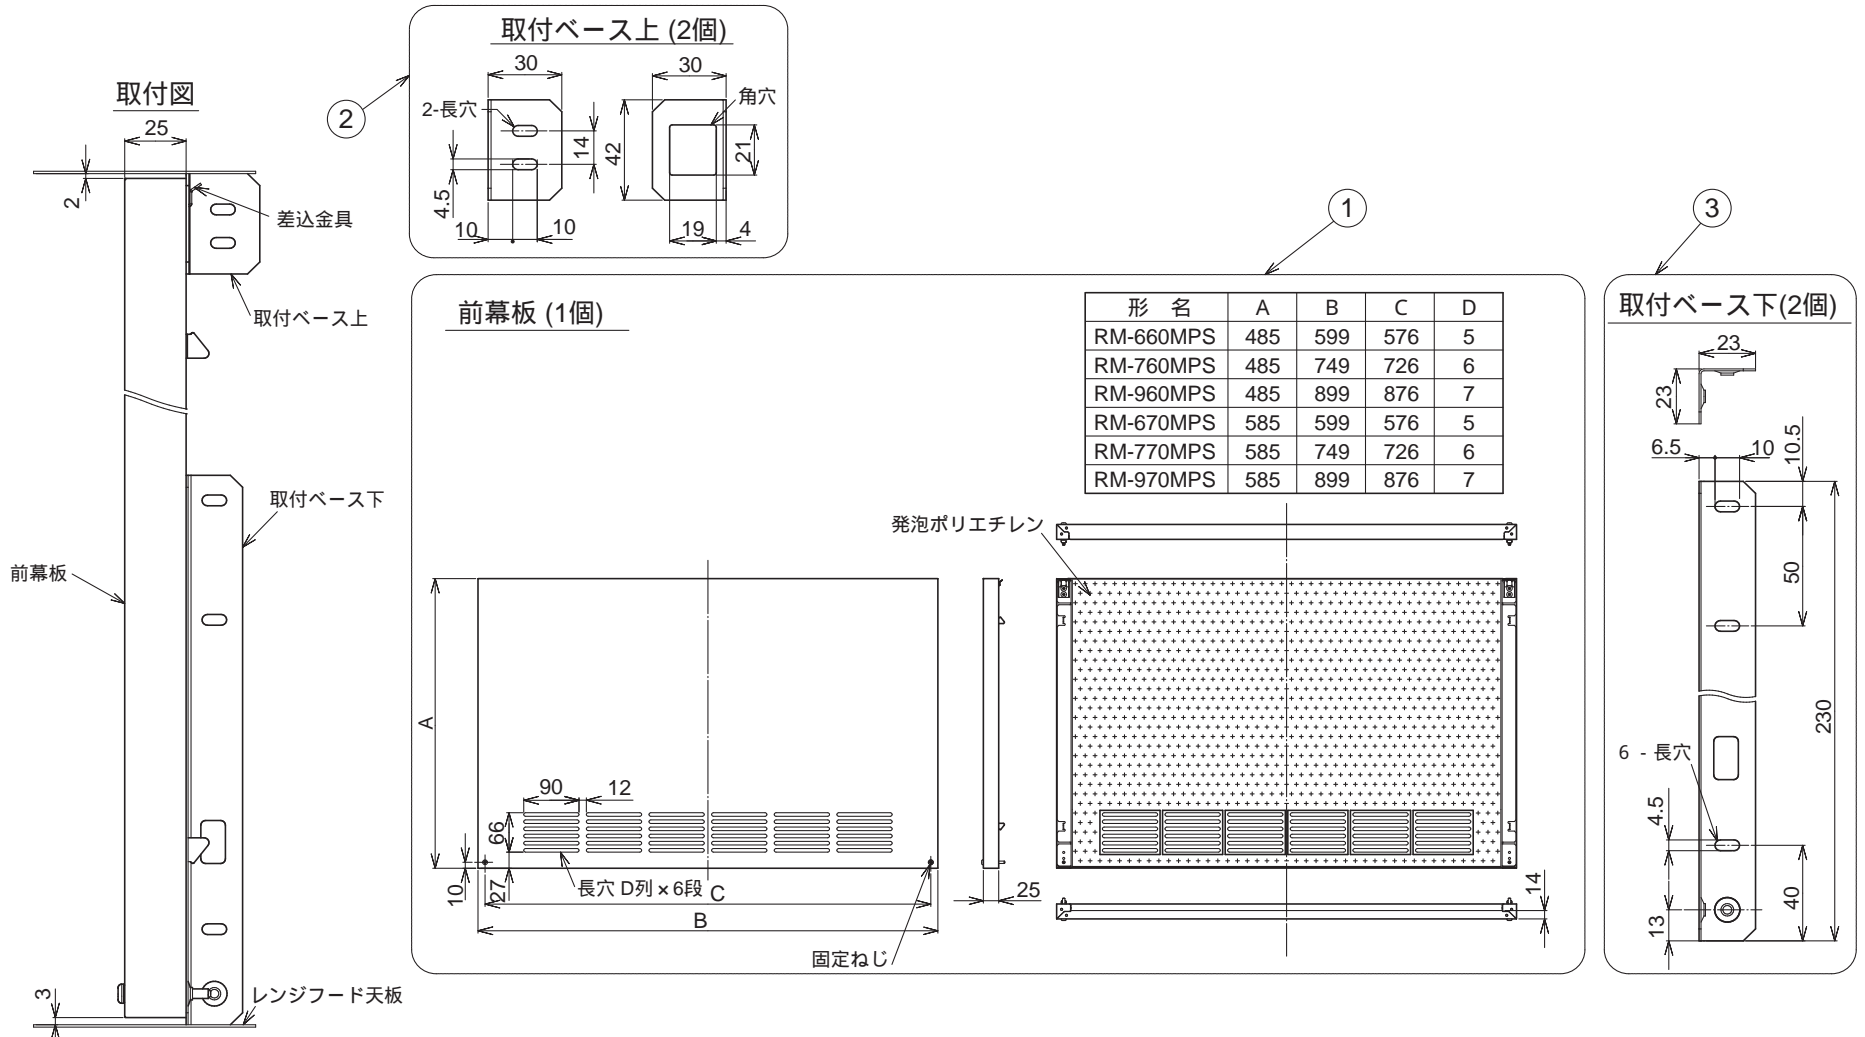 取付図
25
2
差込金具
取付ベース上
取付ベース下
前幕板
3
レンジフード天板
2
取付ベース上 (2個)
30
30
2-長穴
角穴
14
42
21
4.5
10
10
19
4
1
前幕板 (1個)
形 名 A B C D
RM-660MPS 485 599 576 5
RM-760MPS 485 749 726 6
RM-960MPS 485 899 876 7
RM-670MPS 585 599 576 5
RM-770MPS 585 749 726 6
RM-970MPS 585 899 876 7
発泡ポリエチレン
A
90
12
66
10
27
長穴 D列×6段
C
B
固定ねじ
25
14
3
取付ベース下(2個)
23
23
6.5
10
10.5
50
230
6 - 長穴
4.5
40
13